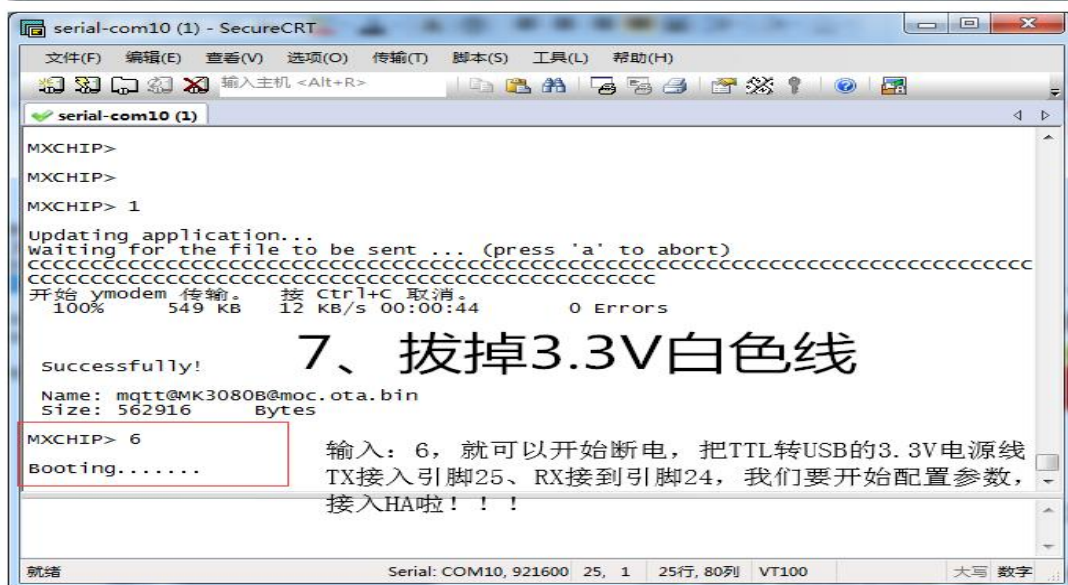 serial-com10 (1) - SecureCRT
文件(F) 编辑(E) 查看(V) 选项(O) 传输(T) 脚本(S) 工具(L) 帮助(H)
输入主机 <Alt+R>
serial-com10 (1)
MXCHIP>
MXCHIP>
MXCHIP> 1
Updating application...
Waiting for the file to be sent ... (press 'a' to abort)
CCCCCCCCCCCCCCCCCCCCCCCCCCCCCCCCCCCCCCCCCCCCCCCCCCCCCCCCCCCCCCCCCCCCCCCCCCCCCCCC
CCCCCCCCCCCCCCCCCCCCCCCCCCCCCCCCCCCCCCCCCCCCCCCCCC
开始 ymodem 传输。 按 Ctrl+C 取消。
100% 549 KB 12 KB/s 00:00:44 0 Errors
7、拔掉3.3V白色线
Successfully!
Name: mqtt@MK3080B@moc.ota.bin
Size: 562916 Bytes
MXCHIP> 6
Booting.......
输入：6，就可以开始断电，把TTL转USB的3.3V电源线
TX接入引脚25、RX接到引脚24，我们要开始配置参数，
接入HA啦！！！
就绪 Serial: COM10, 921600 25, 1 25行, 80列 VT100 大写 数字